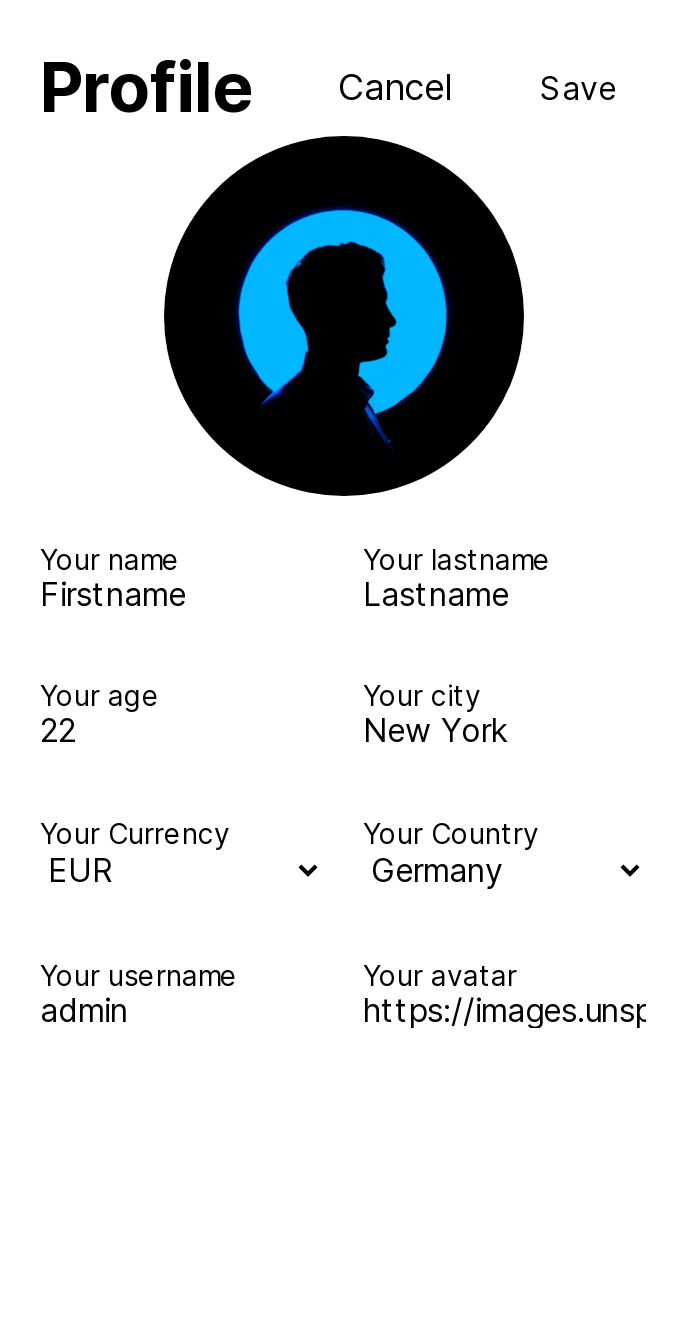 Profile Cancel Save
Your name Your lastname
Firstname Lastname
Your age Your city
22 New York
Your Currency Your Country
EUR Germany
Your username Your avatar
admin https://images.unsp